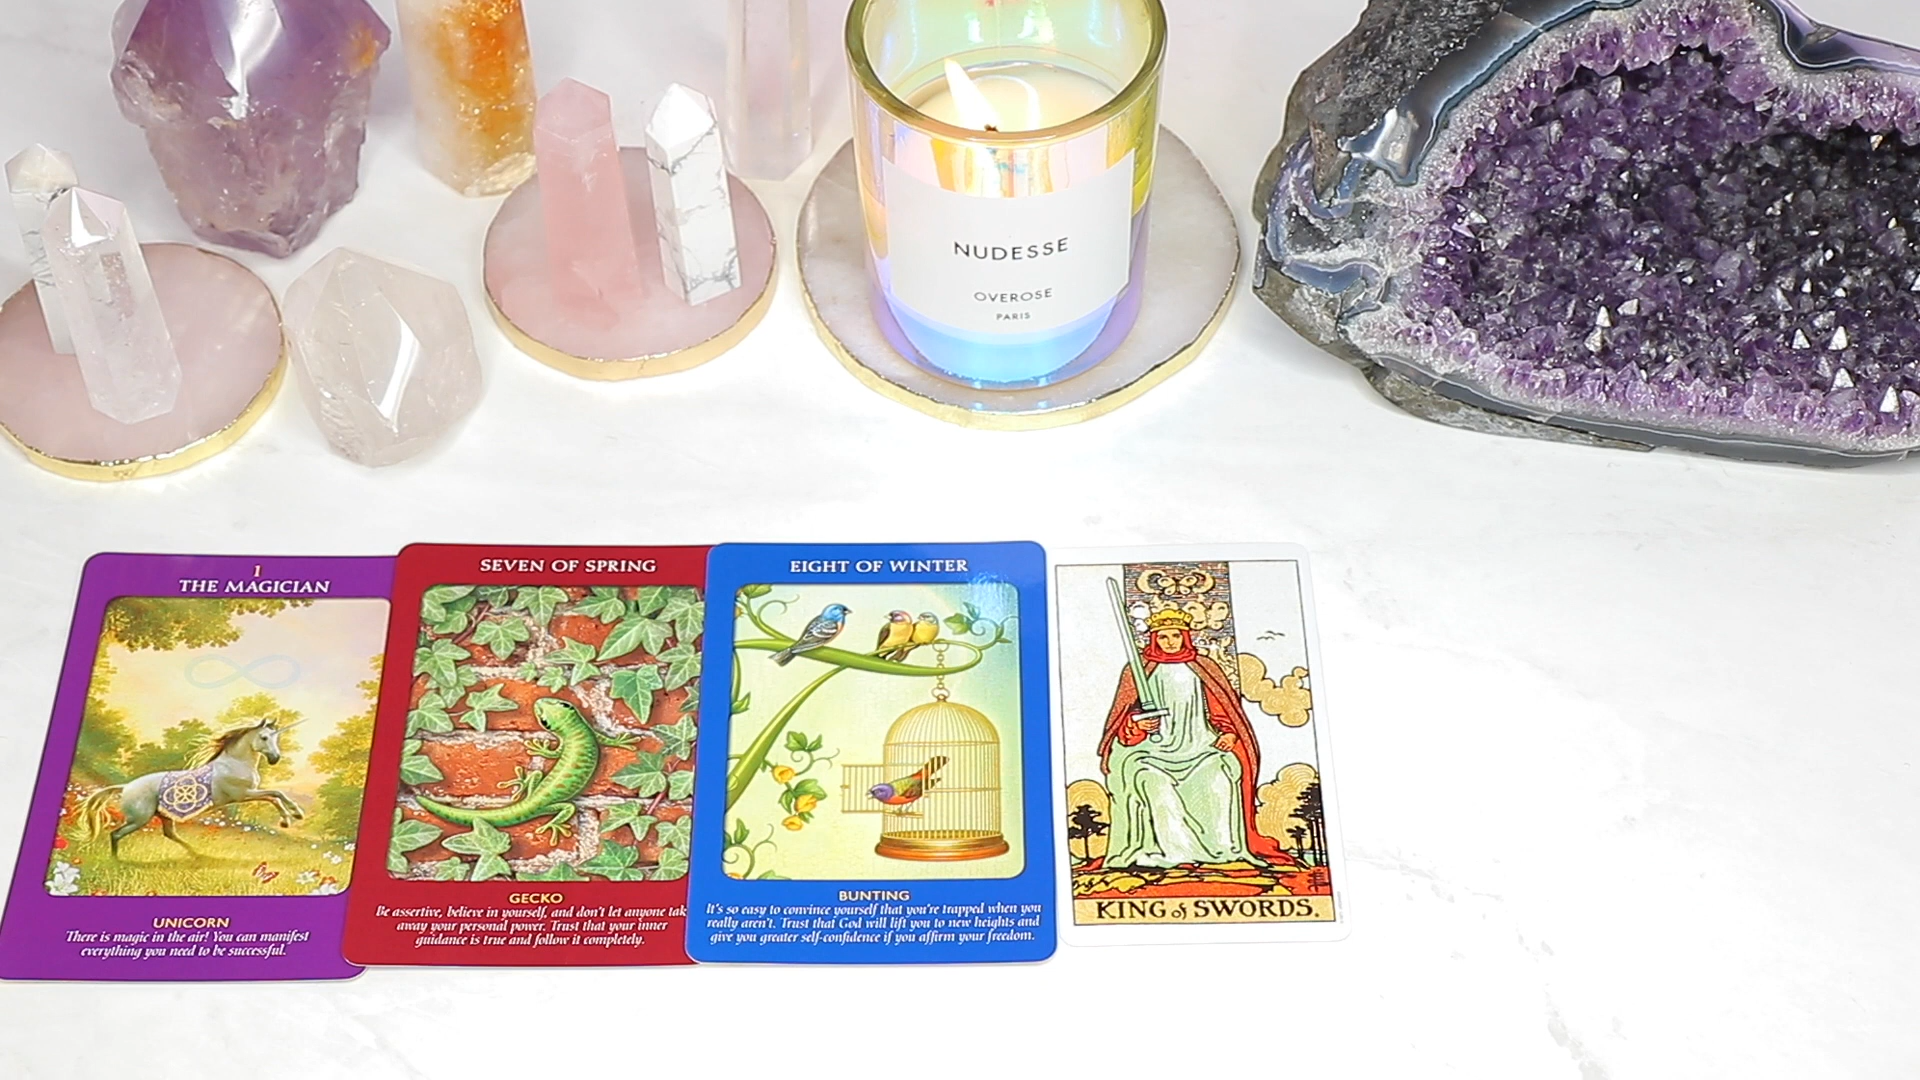 NUDESSE
OVEROSE
PARIS
1
THE MAGICIAN
UNICORN
There is magic in the air! You can manifest
everything you need to be successful.
SEVEN OF SPRING
GECKO
Be assertive, believe in yourself, and don't let anyone tak
away your personal power. Trust that your inner
guidance is true and follow it completely.
EIGHT OF WINTER
BUNTING
It's so easy to convince yourself that you're trapped when you
really aren't. Trust that God will lift you to new heights and
give you greater self-confidence if you affirm your freedom.
KING of SWORDS.